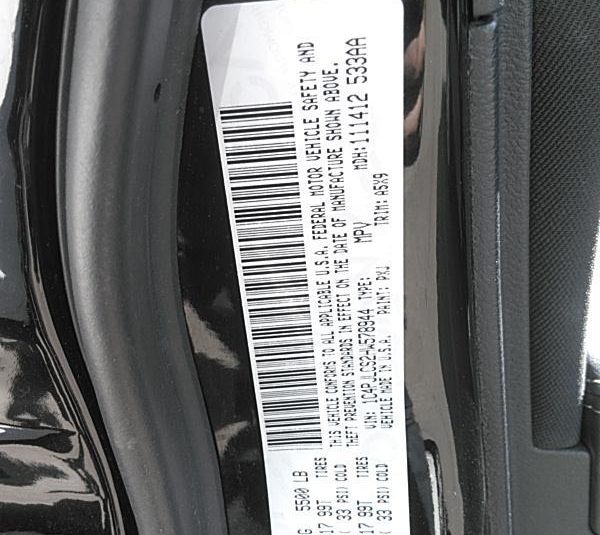 5500 LB
17 99T TIRES
( 33 PSI) COLD
THIS VEHICLE CONFORMS TO ALL APPLICABLE U.S.A. FEDERAL MOTOR VEHICLE SAFETY AND
THEFT PREVENTION STANDARDS IN EFFECT ON THE DATE OF MANUFACTURE SHOWN ABOVE.
VIN: 1C4PJLCS2HW578944 TYPE: MPV MDH:111412 533AA
VEHICLE MADE IN U.S.A. PAINT: PXJ TRIM: A5X9
17 99T TIRES
( 33 PSI) COLD